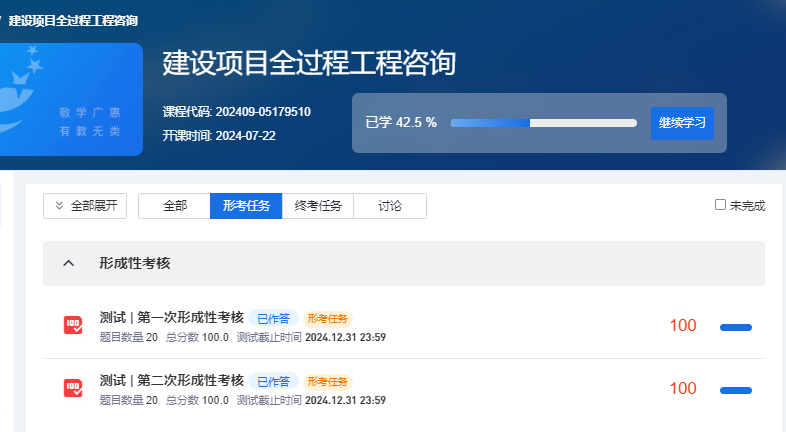 建设项目全过程工程咨询
敬学广惠
有教无类
建设项目全过程工程咨询
课程代码: 202409-05179510
开课时间: 2024-07-22
已学 42.5 %
继续学习
全部展开 全部 形考任务 终考任务 讨论 未完成
形成性考核
100 测试 | 第一次形成性考核 已作答 形考任务 100
题目数量 20 总分数 100.0 测试截止时间 2024.12.31 23:59
100 测试 | 第二次形成性考核 已作答 形考任务 100
题目数量 20 总分数 100.0 测试截止时间 2024.12.31 23:59